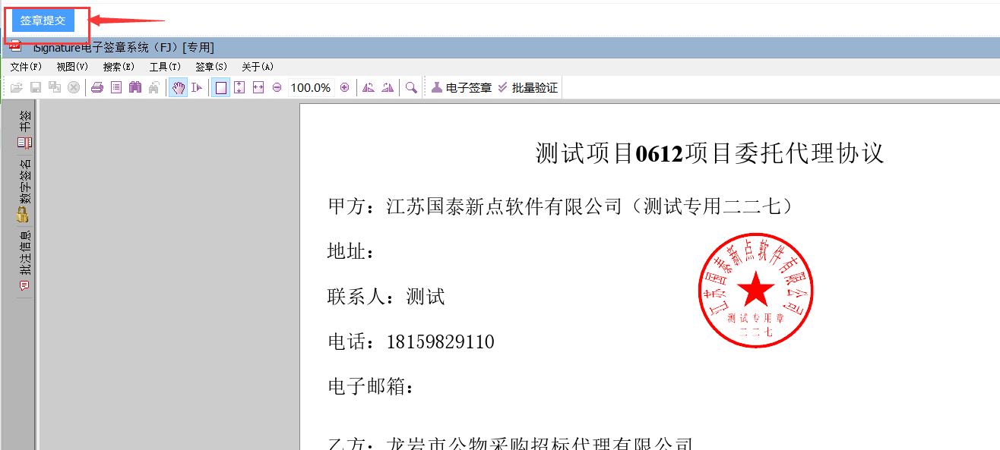 签章提交
iSignature电子签章系统（FJ）[专用]
文件(F) 视图(V) 搜索(E) 工具(T) 签章(S) 关于(A)
100.0% 电子签章 批量验证
书签
数字签名
批注信息
测试项目0612项目委托代理协议
甲方：江苏国泰新点软件有限公司（测试专用二二七）
地址：
联系人：测试
电话：18159829110
电子邮箱：
江苏国泰新点软件有限公司
测试专用章
二二七
乙方：龙岩市公物采购招标代理有限公司